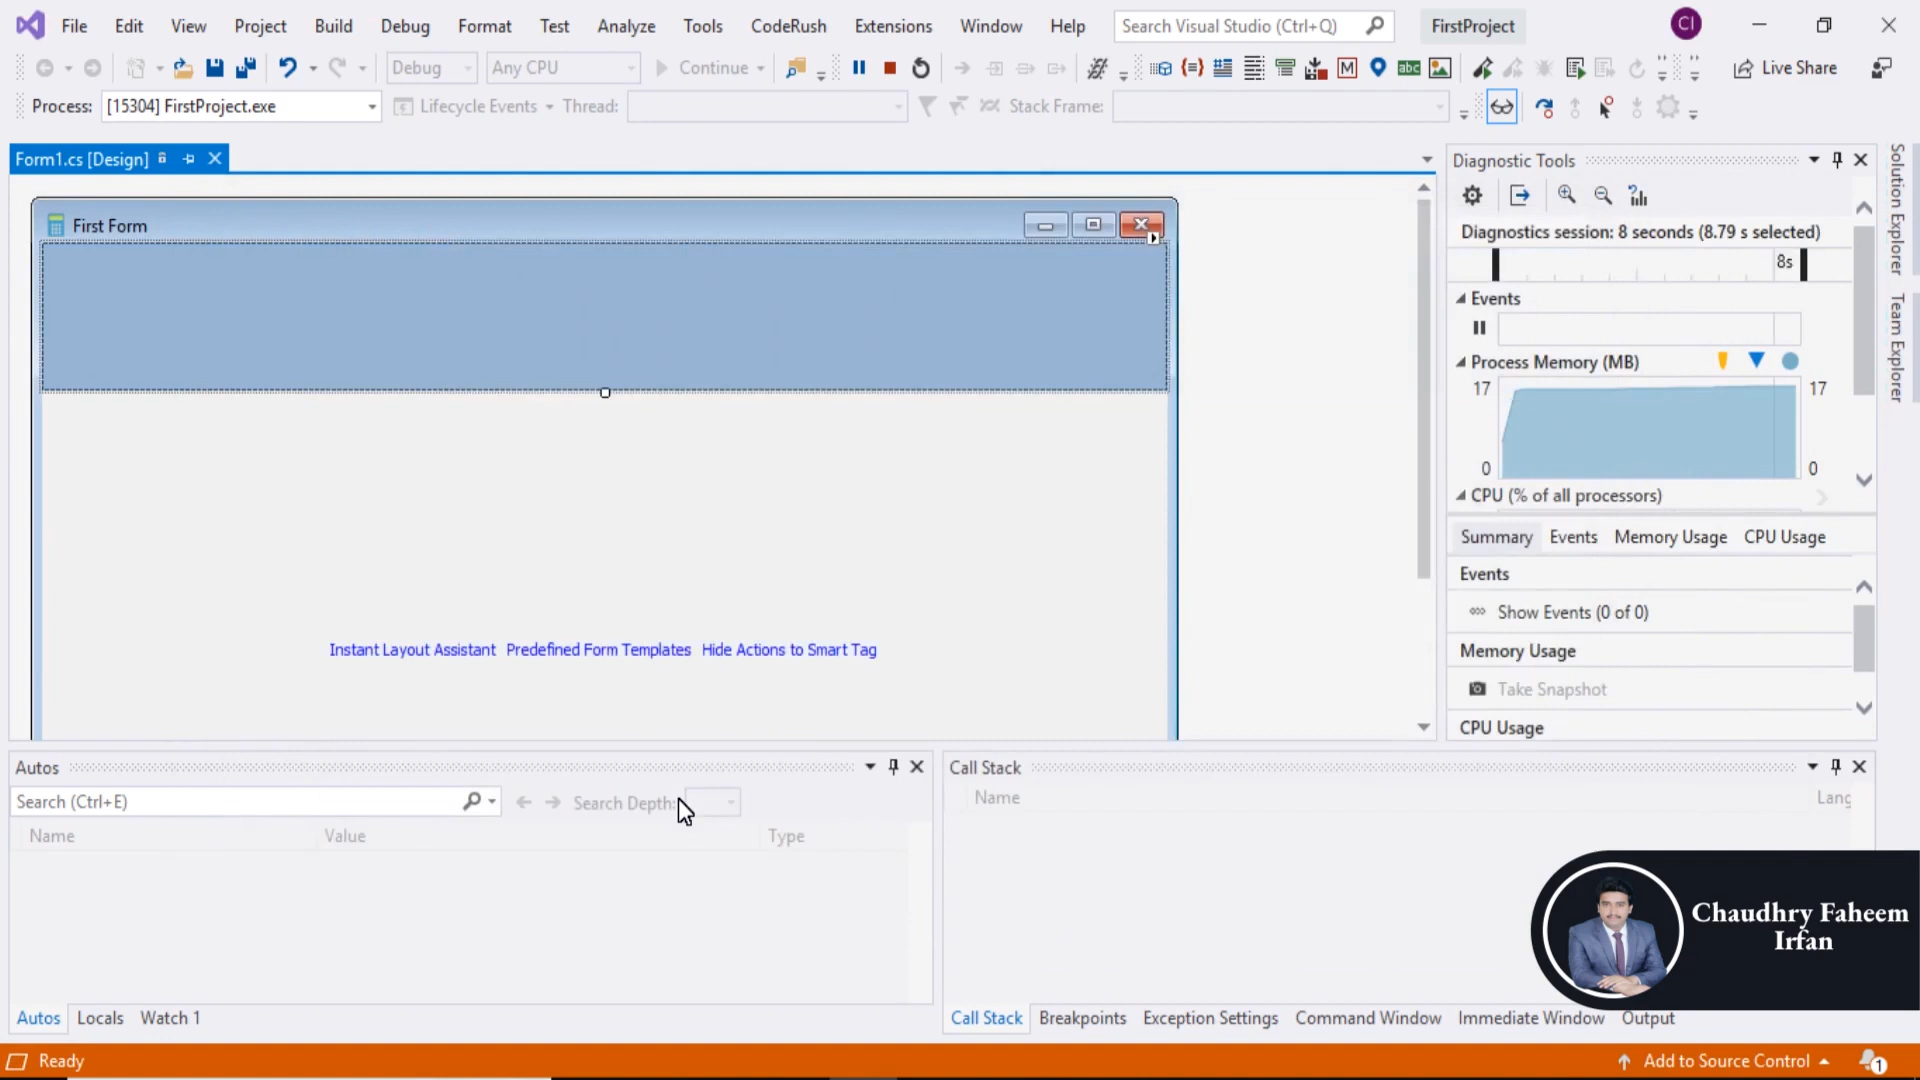 File Edit View Project Build Debug Format Test Analyze Tools CodeRush Extensions Window Help Search Visual Studio (Ctrl+Q) FirstProject CI
Debug Any CPU Continue Live Share
Process: [15304] FirstProject.exe Lifecycle Events Thread: Stack Frame:
Form1.cs [Design]
First Form
Instant Layout Assistant Predefined Form Templates Hide Actions to Smart Tag
Diagnostic Tools
Diagnostics session: 8 seconds (8.79 s selected)
8s
Events
Process Memory (MB)
17 17
0 0
CPU (% of all processors)
Summary Events Memory Usage CPU Usage
Events
Show Events (0 of 0)
Memory Usage
Take Snapshot
CPU Usage
Solution Explorer
Team Explorer
Autos
Search (Ctrl+E) Search Depth:
Name Value Type
Autos Locals Watch 1
Call Stack
Name Lang
Call Stack Breakpoints Exception Settings Command Window Immediate Window Output
Chaudhry Faheem
Irfan
Ready Add to Source Control 1